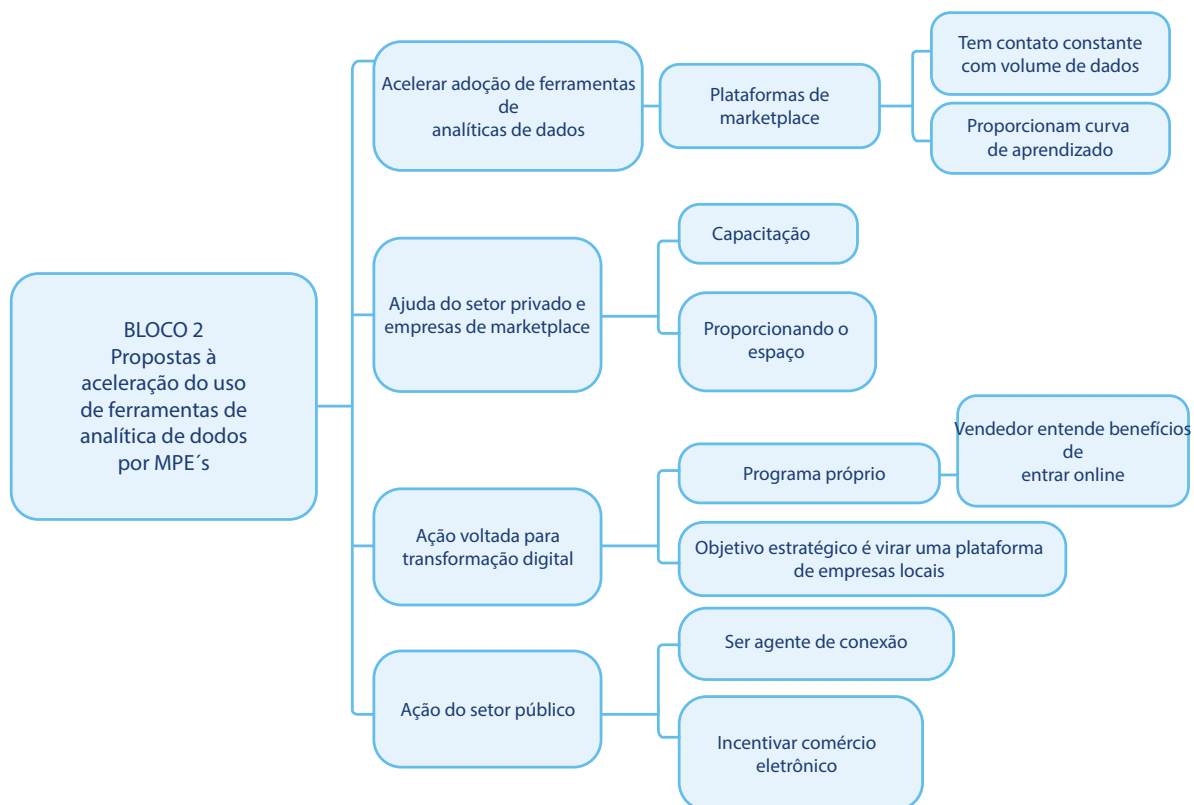 BLOCO 2
Propostas à
aceleração do uso
de ferramentas de
analítica de dodos
por MPE´s
Acelerar adoção de ferramentas
de
analíticas de dados
Plataformas de
marketplace
Tem contato constante
com volume de dados
Proporcionam curva
de aprendizado
Ajuda do setor privado e
empresas de marketplace
Capacitação
Proporcionando o
espaço
Ação voltada para
transformação digital
Programa próprio
Vendedor entende benefícios
de
entrar online
Objetivo estratégico é virar uma plataforma
de empresas locais
Ação do setor público
Ser agente de conexão
Incentivar comércio
eletrônico